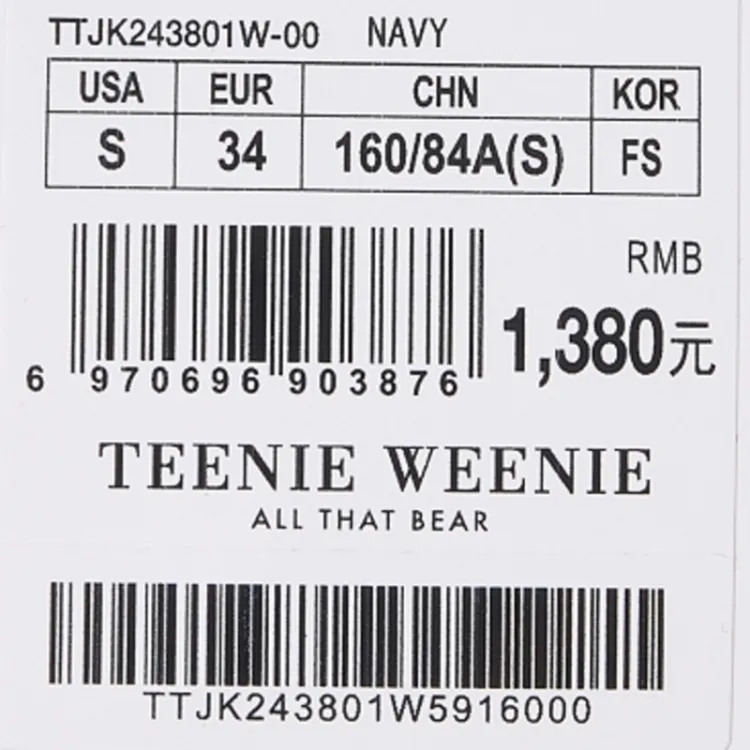 TTJK243801W-00 NAVY
USA EUR CHN KOR
S 34 160/84A(S) FS
RMB
1,380元
6 970696 903876
TEENIE WEENIE
ALL THAT BEAR
TTJK243801W5916000